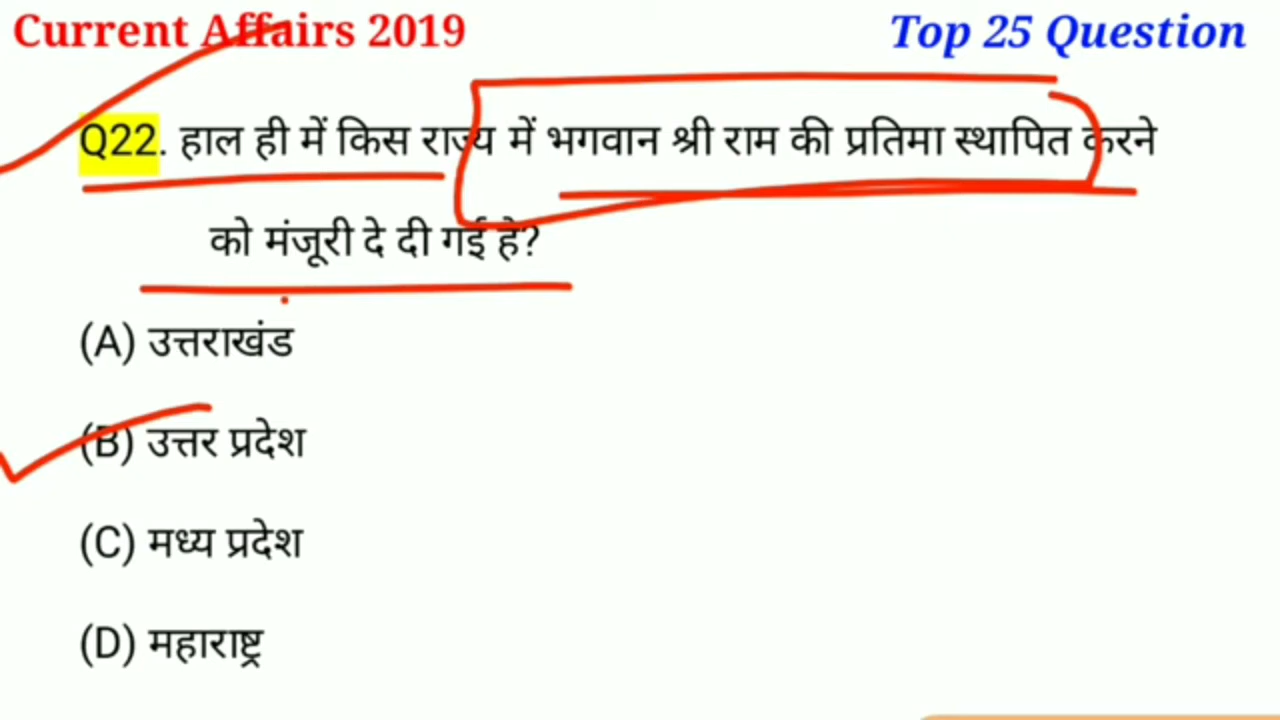 Current Affairs 2019
Top 25 Question
Q22. हाल ही में किस राज्य में भगवान श्री राम की प्रतिमा स्थापित करने
को मंजूरी दे दी गई हे?
(A) उत्तराखंड
(B) उत्तर प्रदेश
(C) मध्य प्रदेश
(D) महाराष्ट्र